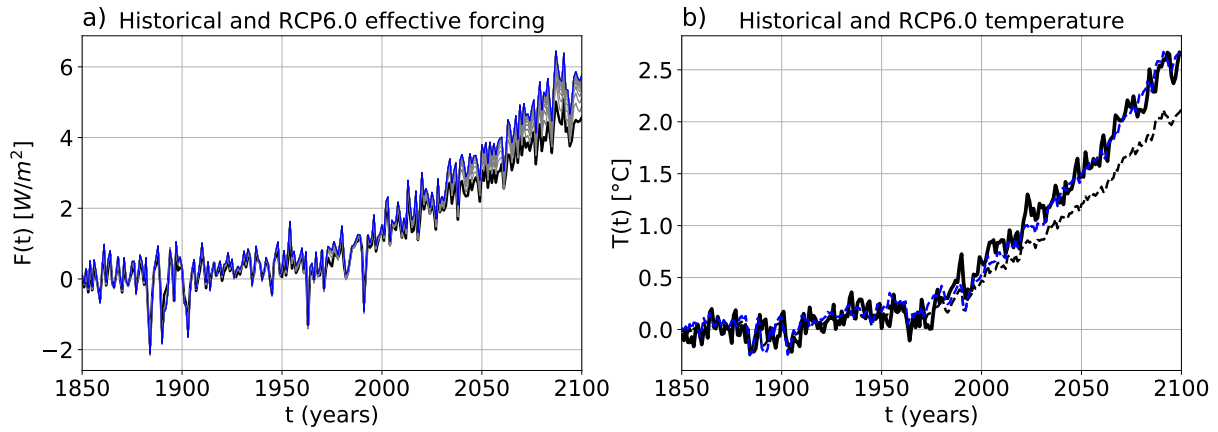 a) Historical and RCP6.0 effective forcing
F(t) [W/m²]
6
4
2
0
−2
1850 1900 1950 2000 2050 2100
t (years)
b) Historical and RCP6.0 temperature
T(t) [°C]
2.5
2.0
1.5
1.0
0.5
0.0
1850 1900 1950 2000 2050 2100
t (years)